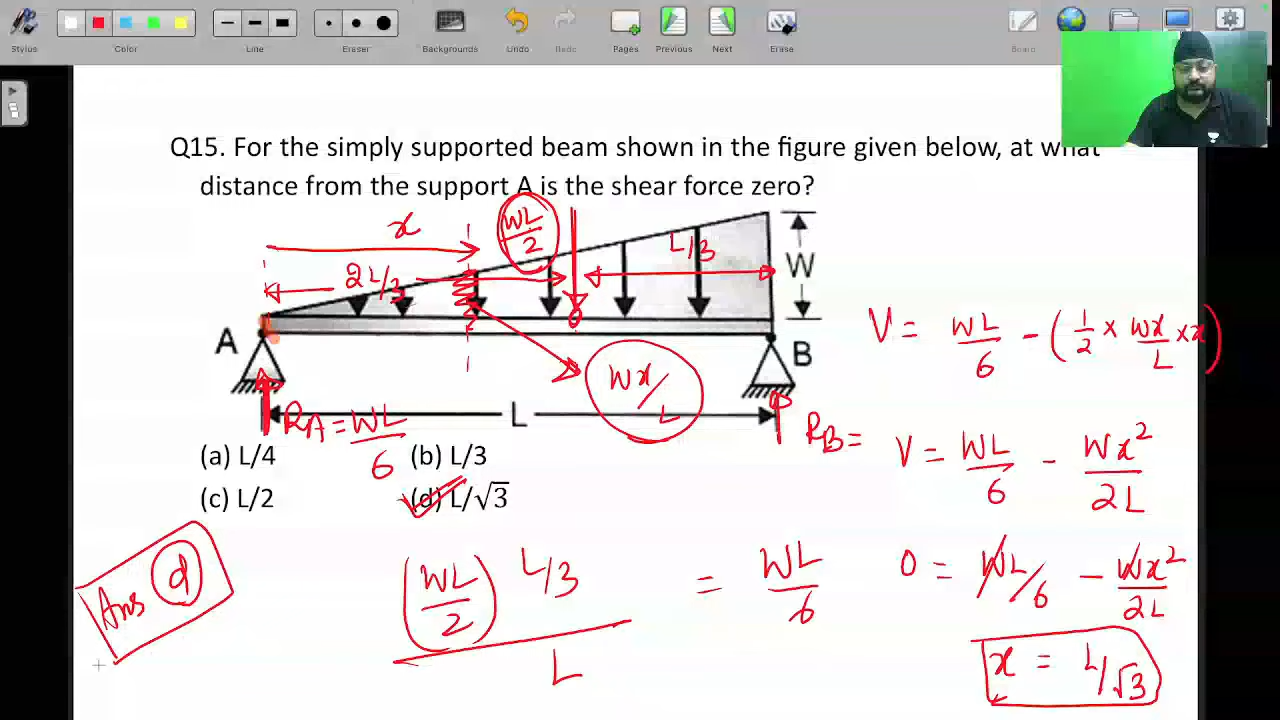 Stylus Color Line Eraser Backgrounds Undo Redo Pages Previous Next Erase Board
Q15. For the simply supported beam shown in the figure given below, at what
distance from the support A is the shear force zero?
x
WL/2
L/3
2L/3
W
A
B
Wx/L
V = WL/6 - (1/2 × Wx/L × x)
L
RA = WL/6
RB =
V = WL/6 - Wx²/2L
(a) L/4 (b) L/3
(c) L/2 (d) L/√3
Ans (d)
(WL/2) L/3 / L = WL/6
0 = WL/6 - Wx²/2L
x = L/√3